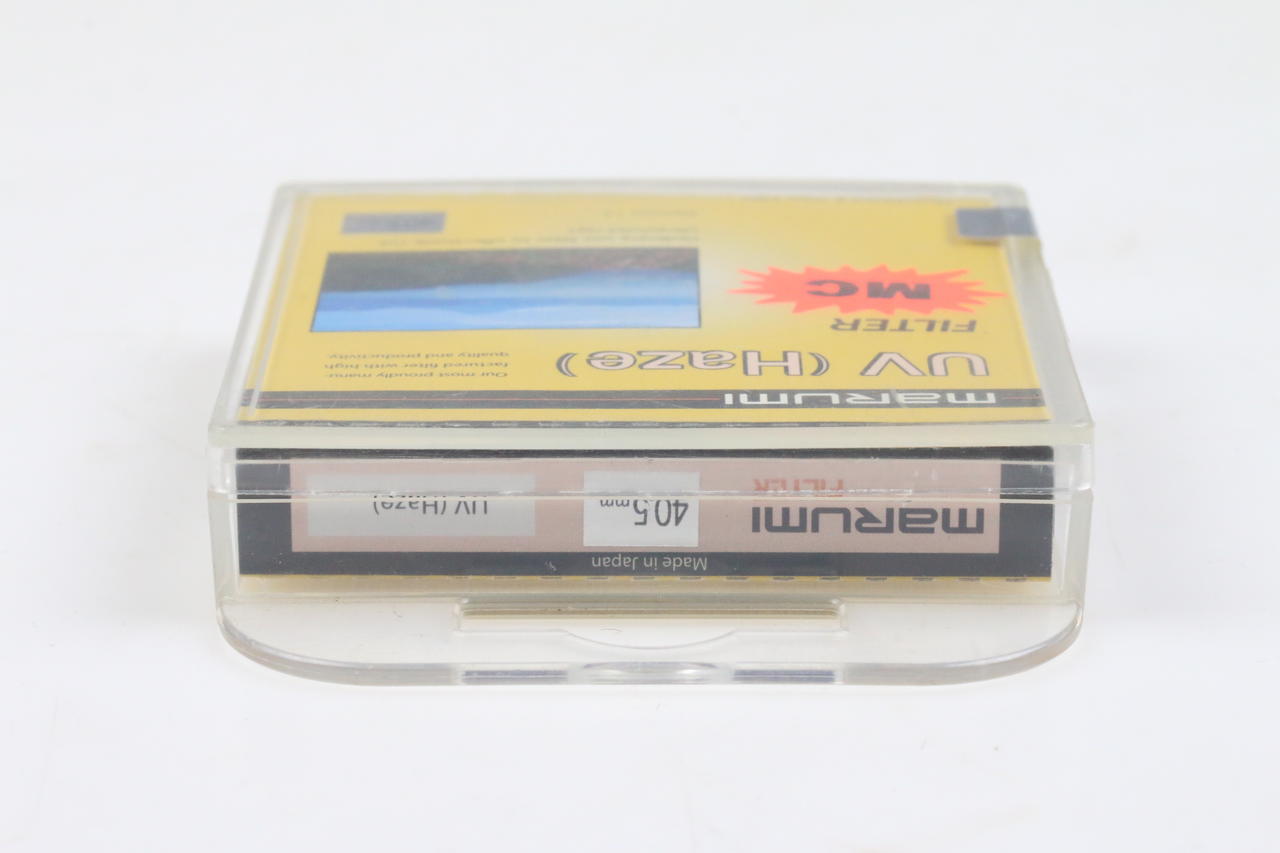 marumi
UV (Haze)
FILTER
MC
Our most proudly manu-
factured filter with high
quality and productivity.
Made in Japan
marumi
FILTER
40.5mm
UV (Haze)